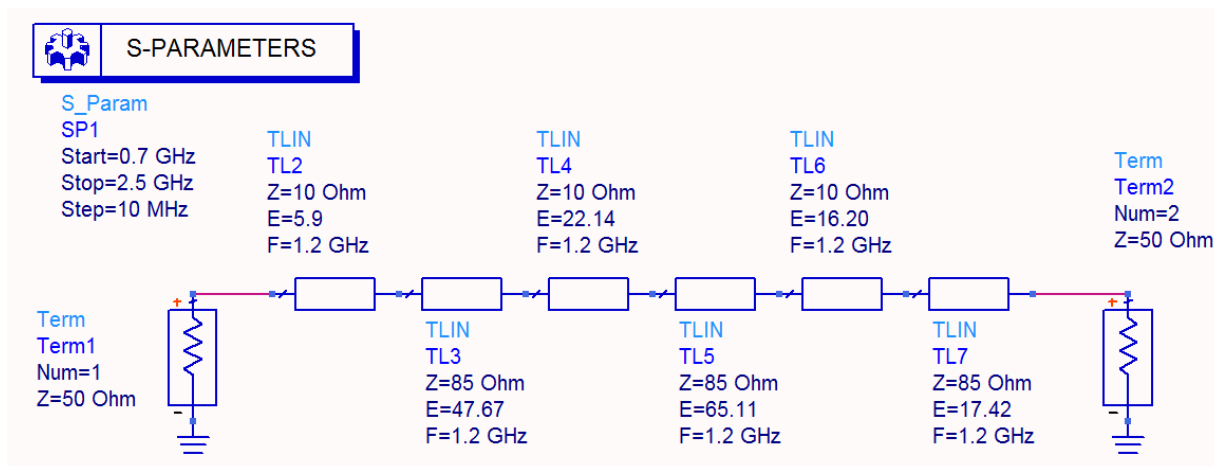 S-PARAMETERS
S_Param
SP1
Start=0.7 GHz
Stop=2.5 GHz
Step=10 MHz
TLIN
TL2
Z=10 Ohm
E=5.9
F=1.2 GHz
TLIN
TL4
Z=10 Ohm
E=22.14
F=1.2 GHz
TLIN
TL6
Z=10 Ohm
E=16.20
F=1.2 GHz
Term
Term2
Num=2
Z=50 Ohm
Term
Term1
Num=1
Z=50 Ohm
+
-
TLIN
TL3
Z=85 Ohm
E=47.67
F=1.2 GHz
TLIN
TL5
Z=85 Ohm
E=65.11
F=1.2 GHz
TLIN
TL7
Z=85 Ohm
E=17.42
F=1.2 GHz
+
-